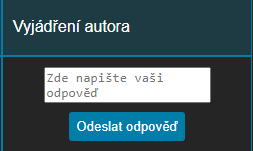 Vyjádření autora
Zde napište vaši
odpověď
Odeslat odpověď